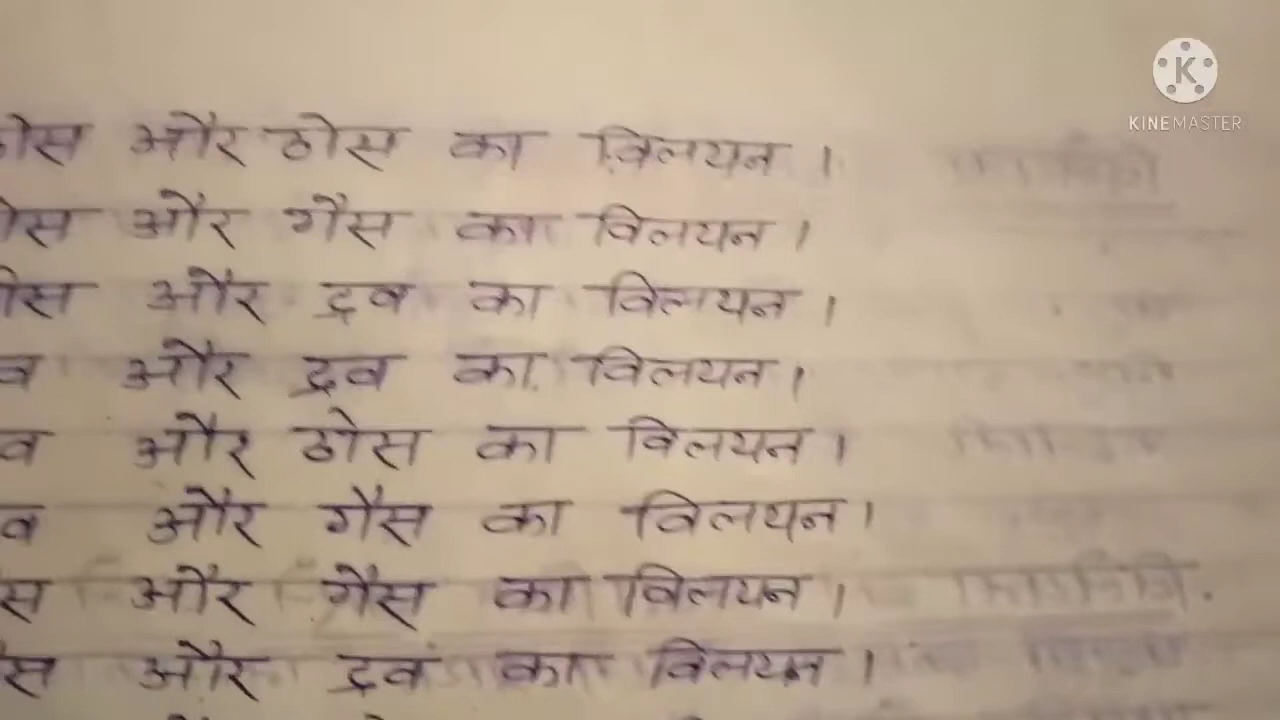 ठोस और ठोस का विलयन।
ठोस और गैस का विलयन।
ठोस और द्रव का विलयन।
और द्रव का विलयन।
और ठोस का विलयन।
और गैस का विलयन।
और गैस का विलयन।
और द्रव का विलयन।
KINEMASTER